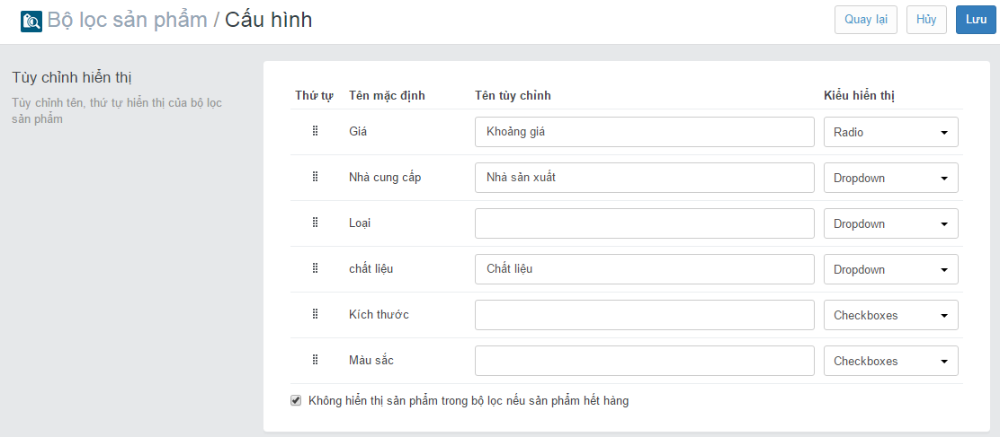 Bộ lọc sản phẩm / Cấu hình
Quay lại
Hủy
Lưu
Tùy chỉnh hiển thị
Tùy chỉnh tên, thứ tự hiển thị của bộ lọc
sản phẩm
Thứ tự Tên mặc định Tên tùy chỉnh Kiểu hiển thị
Giá Khoảng giá Radio
Nhà cung cấp Nhà sản xuất Dropdown
Loại Dropdown
chất liệu Chất liệu Dropdown
Kích thước Checkboxes
Màu sắc Checkboxes
Không hiển thị sản phẩm trong bộ lọc nếu sản phẩm hết hàng